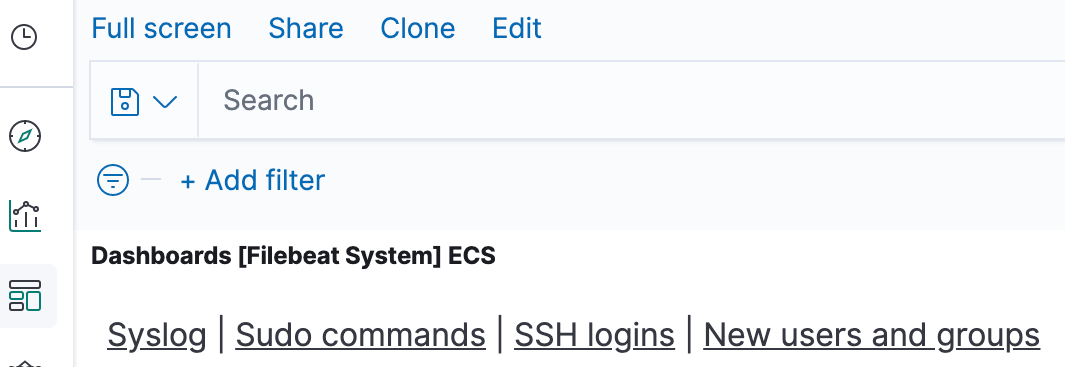 Full screen Share Clone Edit
Search
+ Add filter
Dashboards [Filebeat System] ECS
Syslog | Sudo commands | SSH logins | New users and groups